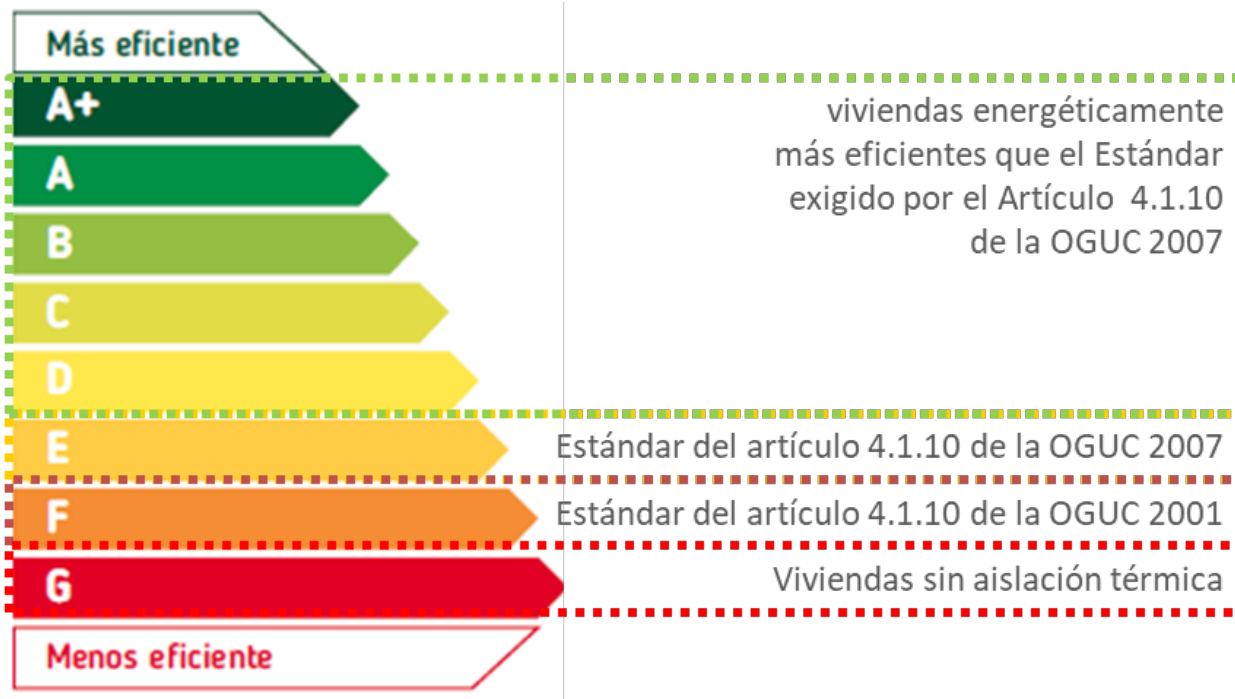 Más eficiente
A+
viviendas energéticamente
más eficientes que el Estándar
exigido por el Artículo 4.1.10
de la OGUC 2007
A
B
C
D
E
Estándar del artículo 4.1.10 de la OGUC 2007
F
Estándar del artículo 4.1.10 de la OGUC 2001
G
Viviendas sin aislación térmica
Menos eficiente